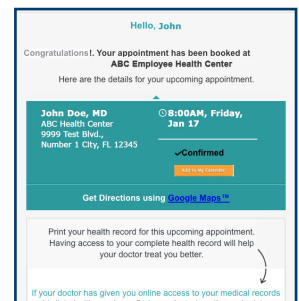 Hello, John
Congratulations!. Your appointment has been booked at
ABC Employee Health Center
Here are the details for your upcoming appointment.
John Doe, MD
ABC Health Center
9999 Test Blvd.,
Number 1 City, FL 12345
8:00AM, Friday,
Jan 17
Confirmed
Add to My Calendar
Get Directions using Google Maps™
Print your health record for this upcoming appointment.
Having access to your complete health record will help
your doctor treat you better.
If your doctor has given you online access to your medical records